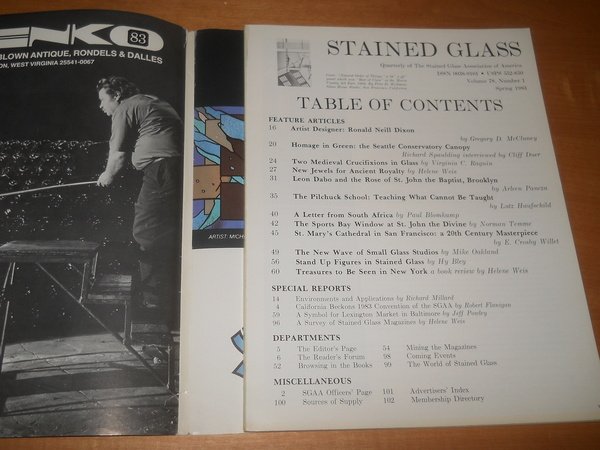 ENKO 83
BLOWN ANTIQUE, RONDELS & DALLES
ON, WEST VIRGINIA 25541-0067
ARTIST: MICH
STAINED GLASS
Quarterly of The Stained Glass Association of America
Volume 78, Number 1
Spring 1983
TABLE OF CONTENTS
FEATURE ARTICLES
16 Artist Designer: Ronald Neill Dixon
by Gregory D. McClaney
20 Homage in Green: the Seattle Conservatory Canopy
Richard Spaulding interviewed by Cliff Doer
24 Two Medieval Crucifixions in Glass by Virginia C. Raguin
27 New Jewels for Ancient Royalty by Helene Weis
31 Leon Dabo and the Rose of St. John the Baptist, Brooklyn
by Arleen Pancza
35 The Pilchuck School: Teaching What Cannot Be Taught
by Lutz Haufschild
40 A Letter from South Africa by Paul Blomkamp
42 The Sports Bay Window at St. John the Divine by Norman Temme
45 St. Mary's Cathedral in San Francisco: a 20th Century Masterpiece
by E. Crosby Willet
49 The New Wave of Small Glass Studios by Mike Oakland
56 Stand Up Figures in Stained Glass by Hy Bley
60 Treasures to Be Seen in New York a book review by Helene Weis
SPECIAL REPORTS
14 Environments and Applications by Richard Millard
4 California Beckons 1983 Convention of the SGAA by Robert Flanigan
59 A Symbol for Lexington Market in Baltimore by Jeff Pawley
96 A Survey of Stained Glass Magazines by Helene Weis
DEPARTMENTS
5 The Editor's Page 54 Mining the Magazines
6 The Reader's Forum 98 Coming Events
52 Browsing in the Books 99 The World of Stained Glass
MISCELLANEOUS
2 SGAA Officers' Page 101 Advertisers' Index
100 Sources of Supply 102 Membership Directory